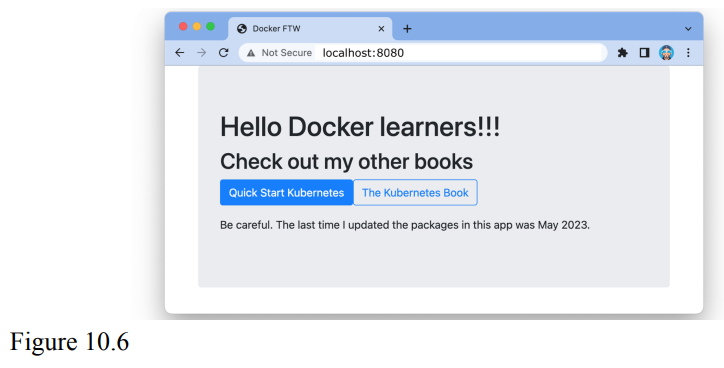 Docker FTW
Not Secure localhost:8080
Hello Docker learners!!!
Check out my other books
Quick Start Kubernetes The Kubernetes Book
Be careful. The last time I updated the packages in this app was May 2023.
Figure 10.6